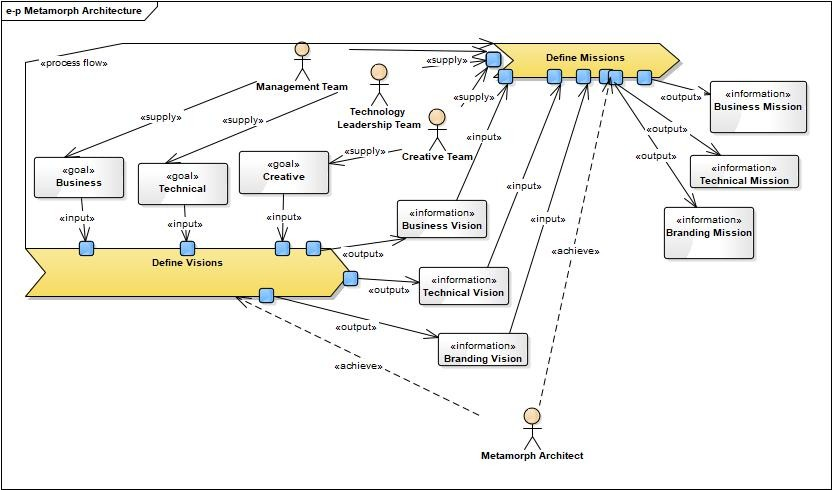 e-p Metamorph Architecture
«process flow»
Management Team
«supply»
Define Missions
Technology
Leadership Team
«supply»
Creative Team
«supply»
«supply»
«supply»
«output»
«information»
Business Mission
«output»
«information»
Technical Mission
«output»
«information»
Branding Mission
«goal»
Business
«goal»
Technical
«goal»
Creative
«input»
«input»
«input»
«input»
«input»
«input»
«information»
Business Vision
«output»
«achieve»
Define Visions
«information»
Technical Vision
«output»
«output»
«information»
Branding Vision
«achieve»
Metamorph Architect